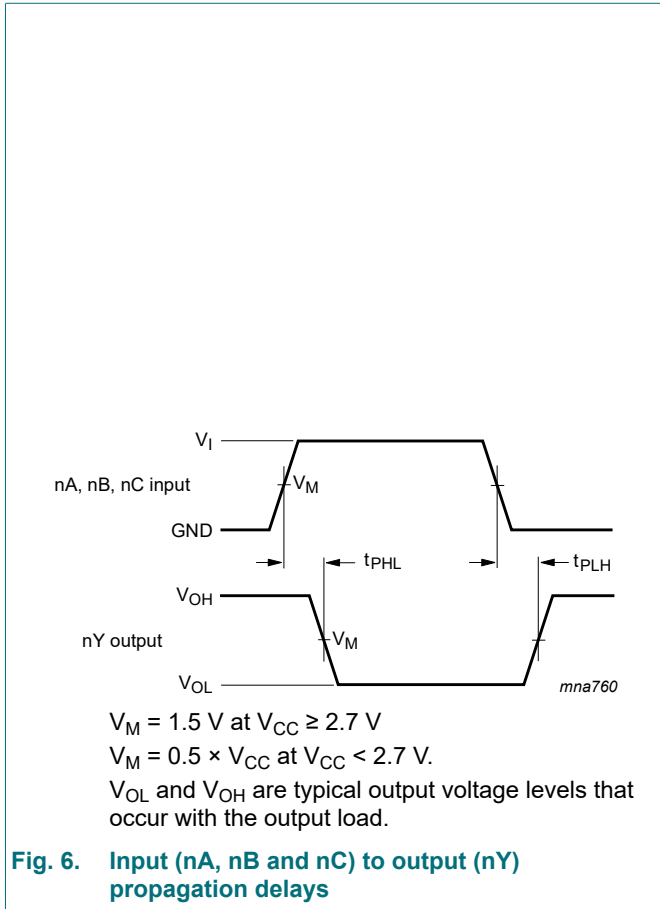 V_I
nA, nB, nC input
V_M
GND
t_PHL
t_PLH
V_OH
nY output
V_M
V_OL
mna760
V_M = 1.5 V at V_CC ≥ 2.7 V
V_M = 0.5 × V_CC at V_CC < 2.7 V.
V_OL and V_OH are typical output voltage levels that
occur with the output load.
Fig. 6. Input (nA, nB and nC) to output (nY)
propagation delays